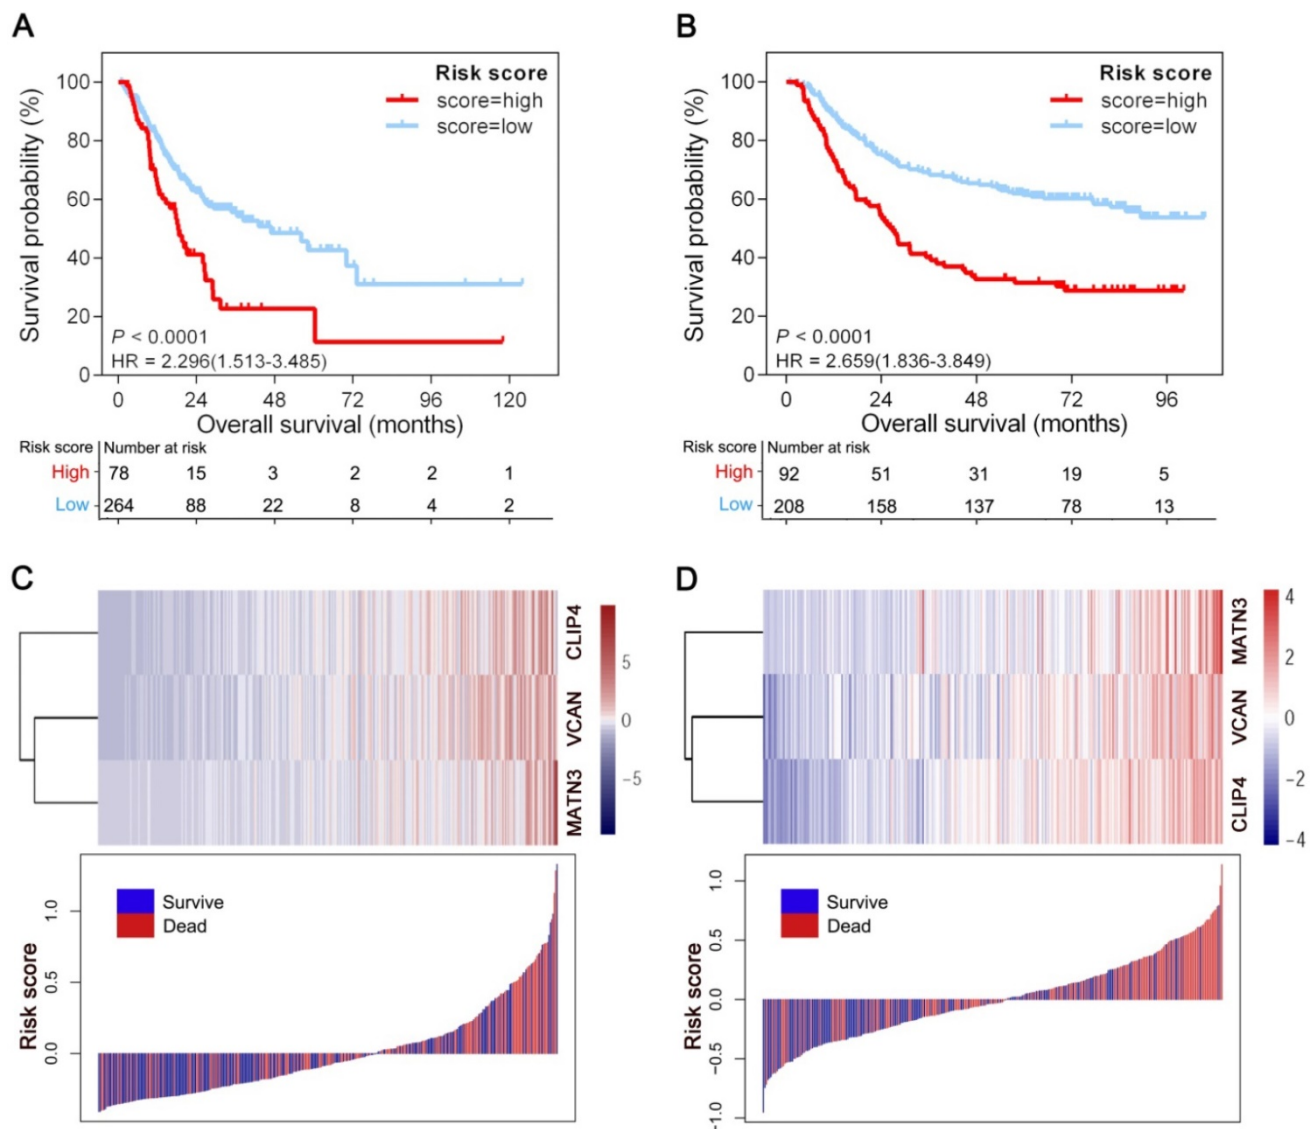 A
Survival probability (%)
100
80
60
40
20
0
Risk score
score=high
score=low
P < 0.0001
HR = 2.296(1.513-3.485)
0 24 48 72 96 120
Overall survival (months)
Risk score Number at risk
High 78 15 3 2 2 1
Low 264 88 22 8 4 2
B
Survival probability (%)
100
80
60
40
20
0
Risk score
score=high
score=low
P < 0.0001
HR = 2.659(1.836-3.849)
0 24 48 72 96
Overall survival (months)
Risk score Number at risk
High 92 51 31 19 5
Low 208 158 137 78 13
C
CLIP4
VCAN
MATN3
5
0
−5
Risk score
1.0
0.5
0.0
Survive
Dead
D
MATN3
VCAN
CLIP4
4
2
0
−2
−4
Risk score
1.0
0.5
0.0
−0.5
-1.0
Survive
Dead